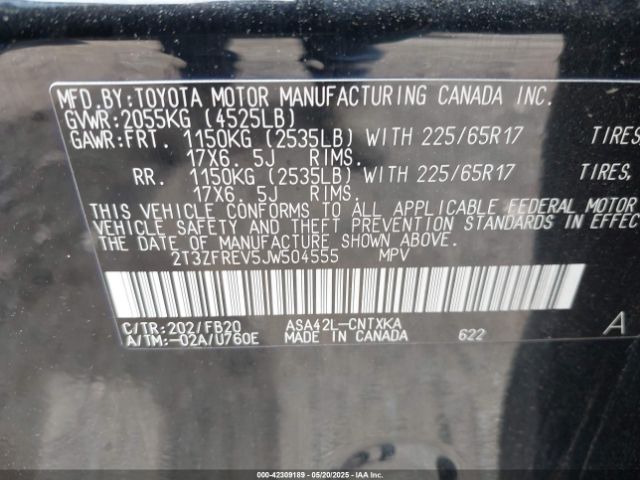 MFD.BY:TOYOTA MOTOR MANUFACTURING CANADA INC.
GVWR:2055KG (4525LB)
GAWR:FRT. 1150KG (2535LB) WITH 225/65R17 TIRES
17X6. 5J RIMS.
RR. 1150KG (2535LB) WITH 225/65R17 TIRES.
17X6. 5J RIMS.
THIS VEHICLE CONFORMS TO ALL APPLICABLE FEDERAL MOTOR
VEHICLE SAFETY AND THEFT PREVENTION STANDARDS IN EFFEC
T ON THE DATE OF MANUFACTURE SHOWN ABOVE.
2T3ZFREV5JW504555 MPV
C/TR:202/FB20 ASA42L-CNTXKA A
A/TM:-02A/U760E MADE IN CANADA 622
000-42309189 — 05/20/2025 — IAA Inc.